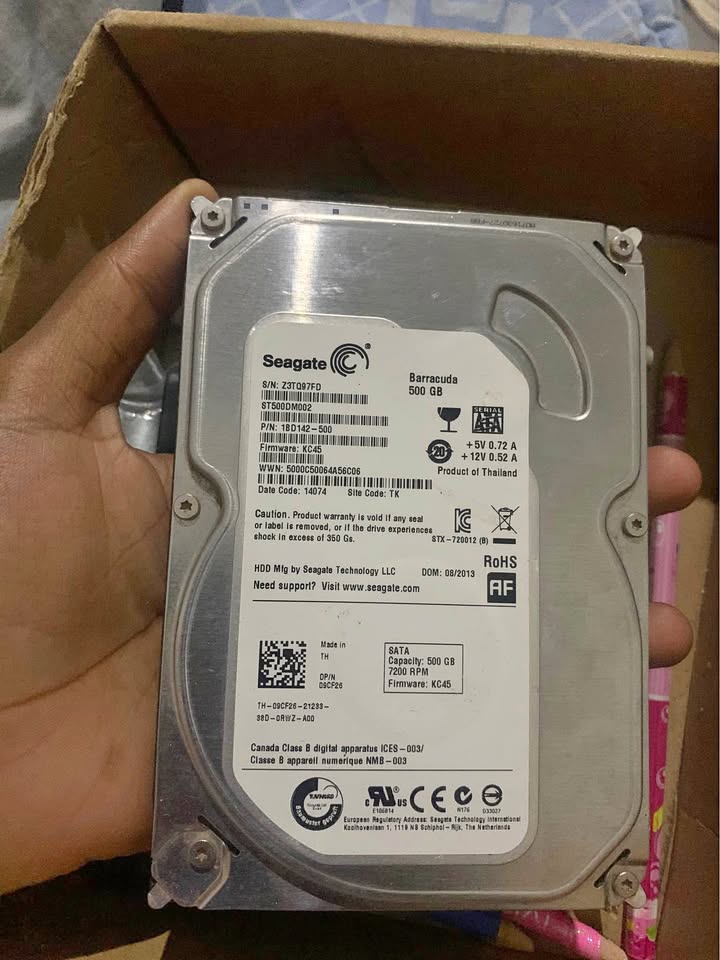 Seagate
Barracuda
500 GB
S/N: Z3TQ97FD
ST500DM002
P/N: 1BD142-500
Firmware: KC45
WWN: 5000C50064A56C06
Date Code: 14074 Site Code: TK
SERIAL
+5V 0.72 A
+12V 0.52 A
Product of Thailand
Caution. Product warranty is void if any seal
or label is removed, or if the drive experiences
shock in excess of 350 Gs.
STX-720012 (B)
HDD Mfg by Seagate Technology LLC
DOM: 08/2013
Need support? Visit www.seagate.com
RoHS
AF
Made in
TH
DP/N
09CF26
SATA
Capacity: 500 GB
7200 RPM
Firmware: KC45
TH-09CF26-21233-
38D-0RWZ-A00
Canada Class B digital apparatus ICES-003/
Classe B appareil numerique NMB-003
E106814
N176
D33027
European Regulatory Address: Seagate Technology International
Koolhovenlaan 1, 1119 NB Schiphol-Rijk, The Netherlands